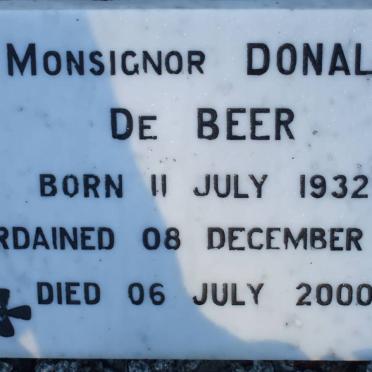 Monsignor DONAL
De BEER
BORN 11 JULY 1932
RDAINED 08 DECEMBER
DIED 06 JULY 2000